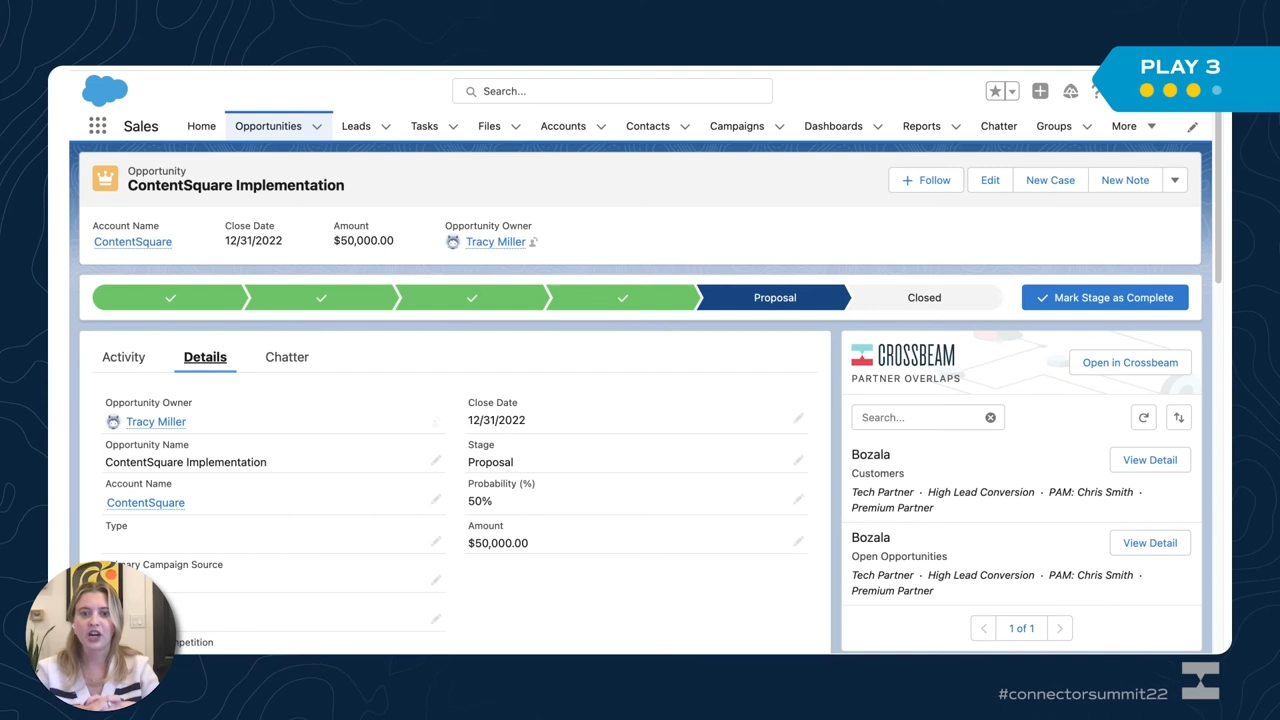 PLAY 3
Search...
Sales
Home
Opportunities
Leads
Tasks
Files
Accounts
Contacts
Campaigns
Dashboards
Reports
Chatter
Groups
More
Opportunity
ContentSquare Implementation
+ Follow
Edit
New Case
New Note
Account Name
Close Date
Amount
Opportunity Owner
ContentSquare
12/31/2022
$50,000.00
Tracy Miller
Proposal
Closed
Mark Stage as Complete
Activity
Details
Chatter
Opportunity Owner
Tracy Miller
Opportunity Name
ContentSquare Implementation
Account Name
ContentSquare
Type
Campaign Source
Close Date
12/31/2022
Stage
Proposal
Probability (%)
50%
Amount
$50,000.00
CROSSBEAM
PARTNER OVERLAPS
Open in Crossbeam
Search...
Bozala
Customers
View Detail
Tech Partner · High Lead Conversion · PAM: Chris Smith ·
Premium Partner
Bozala
Open Opportunities
View Detail
Tech Partner · High Lead Conversion · PAM: Chris Smith ·
Premium Partner
1 of 1
#connectorsummit22